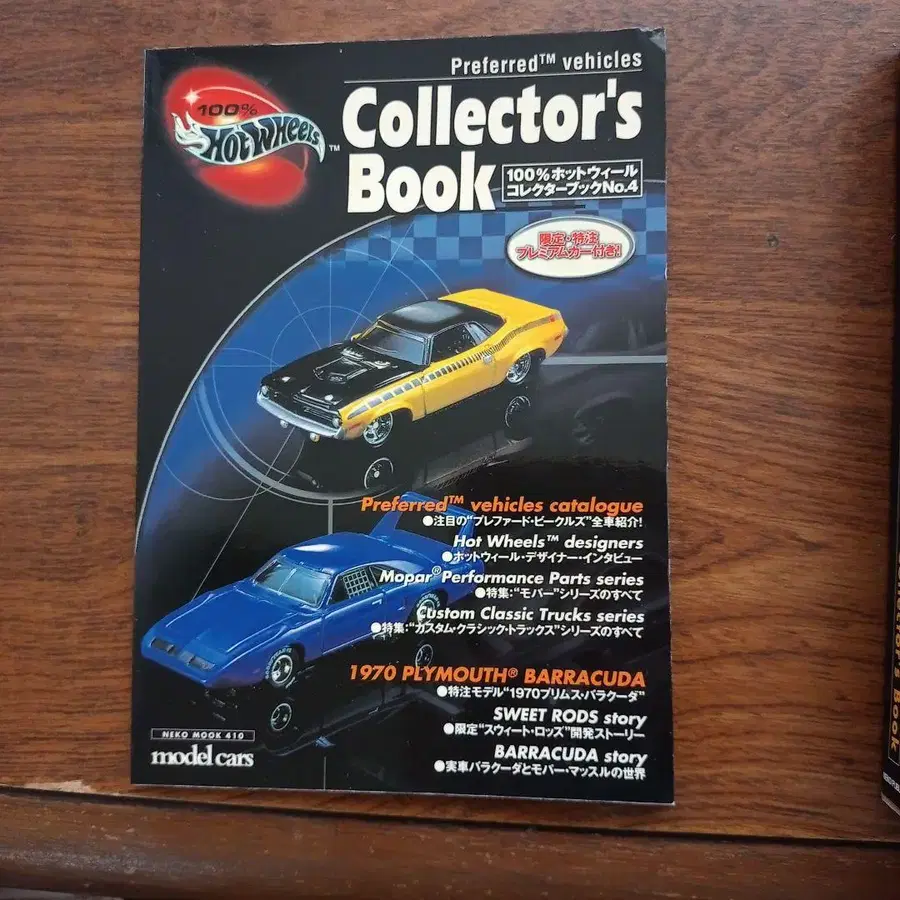 Preferred™ vehicles
100%
Hot Wheels™
Collector's
Book
100%ホットウィール
コレクターブックNo.4
限定・特注
プレミアムカー付き!
Preferred™ vehicles catalogue
●注目の“プレファード・ビークルズ”全車紹介!
Hot Wheels™ designers
●ホットウィール・デザイナー・インタビュー
Mopar® Performance Parts series
●特集:“モパー”シリーズのすべて
Custom Classic Trucks series
●特集:“カスタム・クラシック・トラックス”シリーズのすべて
1970 PLYMOUTH® BARRACUDA
●特注モデル“1970プリムス・バラクーダ”
SWEET RODS story
●限定“スウィート・ロッズ”開発ストーリー
BARRACUDA story
●実車バラクーダとモパー・マッスルの世界
NEKO MOOK 410
model cars
Book